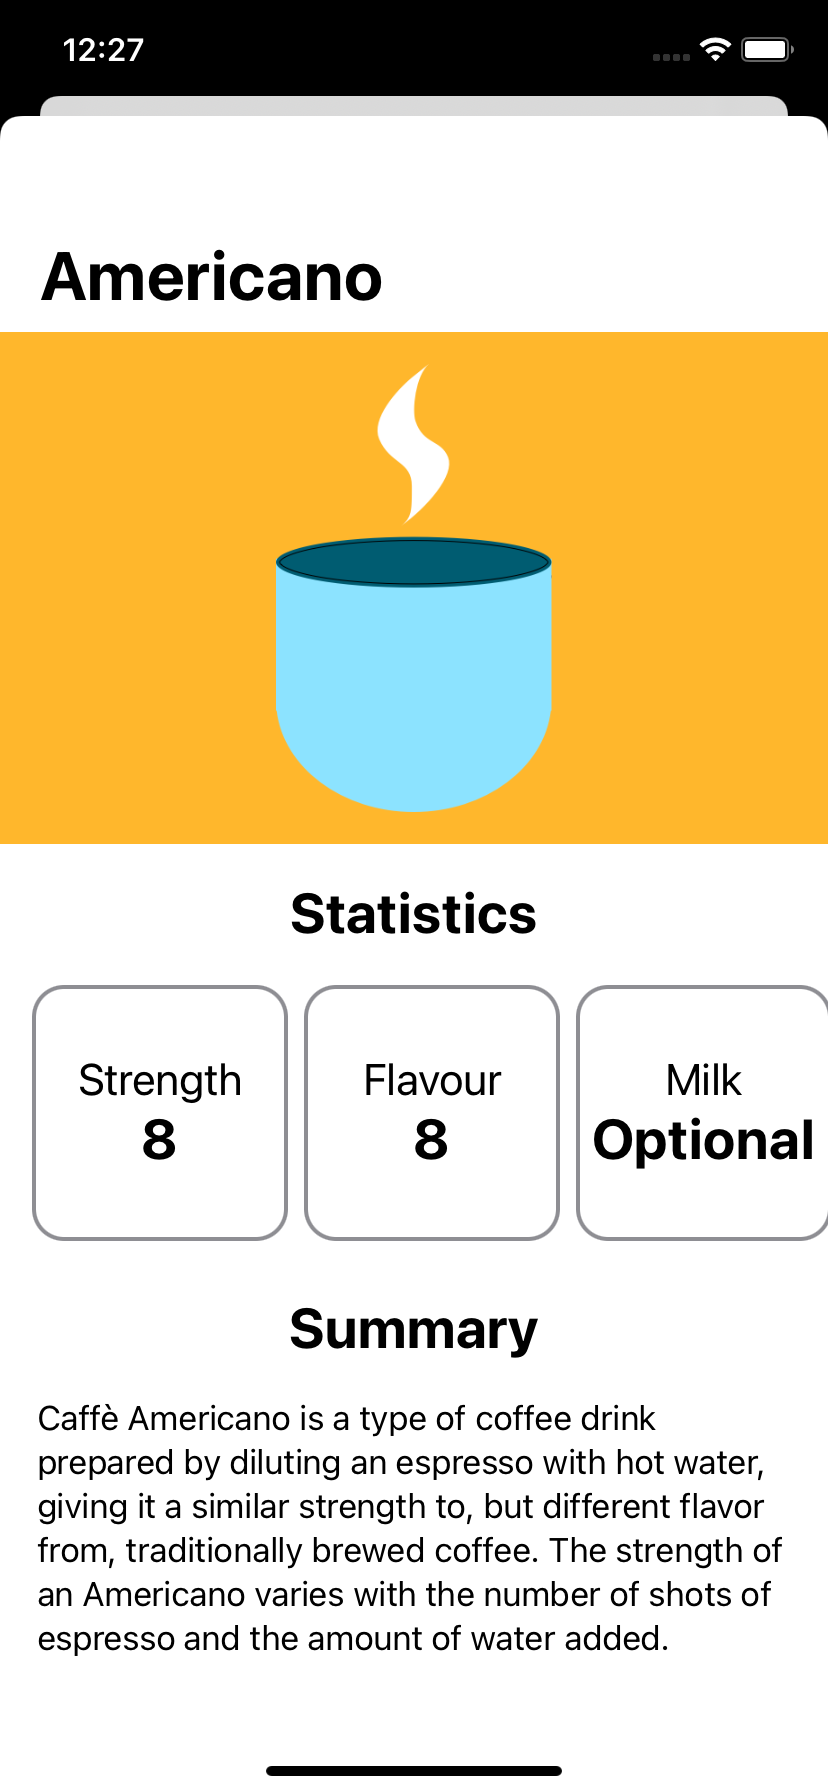 12:27
Americano
Statistics
Strength
8
Flavour
8
Milk
Optional
Summary
Caffè Americano is a type of coffee drink
prepared by diluting an espresso with hot water,
giving it a similar strength to, but different flavor
from, traditionally brewed coffee. The strength of
an Americano varies with the number of shots of
espresso and the amount of water added.